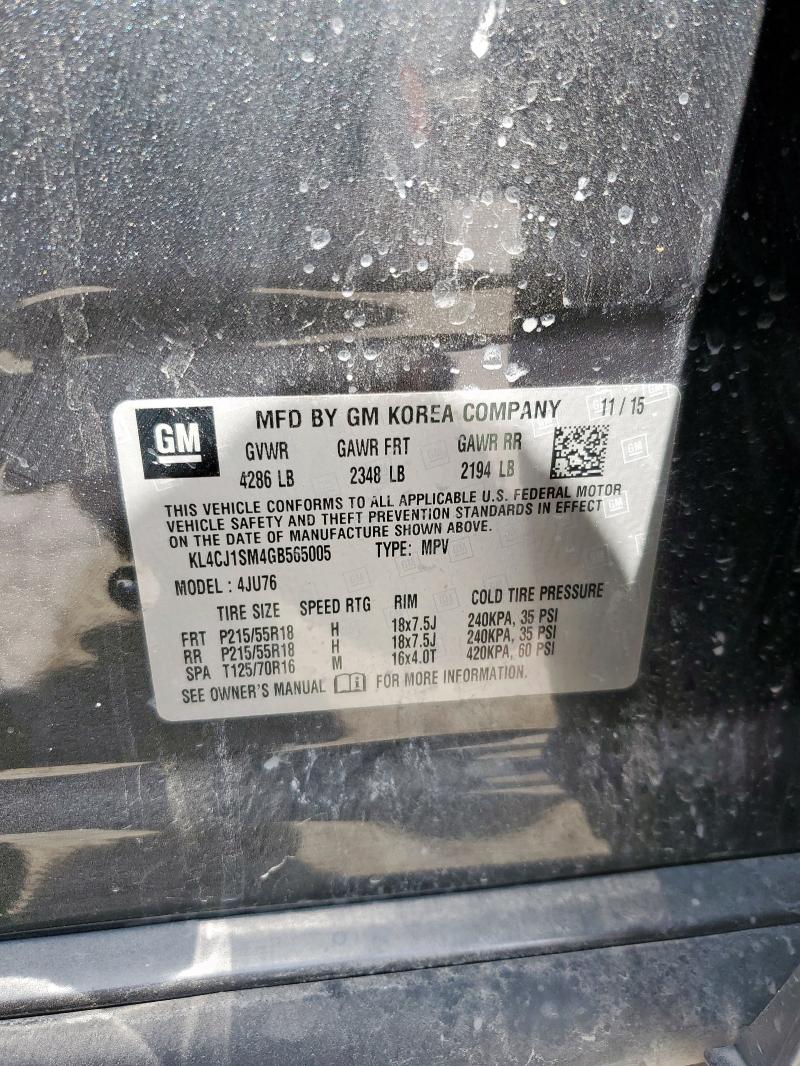 GM
MFD BY GM KOREA COMPANY 11 / 15
GVWR GAWR FRT GAWR RR
4286 LB 2348 LB 2194 LB
THIS VEHICLE CONFORMS TO ALL APPLICABLE U.S. FEDERAL MOTOR
VEHICLE SAFETY AND THEFT PREVENTION STANDARDS IN EFFECT
ON THE DATE OF MANUFACTURE SHOWN ABOVE.
KL4CJ1SM4GB565005 TYPE: MPV
MODEL : 4JU76
TIRE SIZE SPEED RTG RIM COLD TIRE PRESSURE
FRT P215/55R18 H 18x7.5J 240KPA, 35 PSI
RR P215/55R18 H 18x7.5J 240KPA, 35 PSI
SPA T125/70R16 M 16x4.0T 420KPA, 60 PSI
SEE OWNER'S MANUAL FOR MORE INFORMATION.